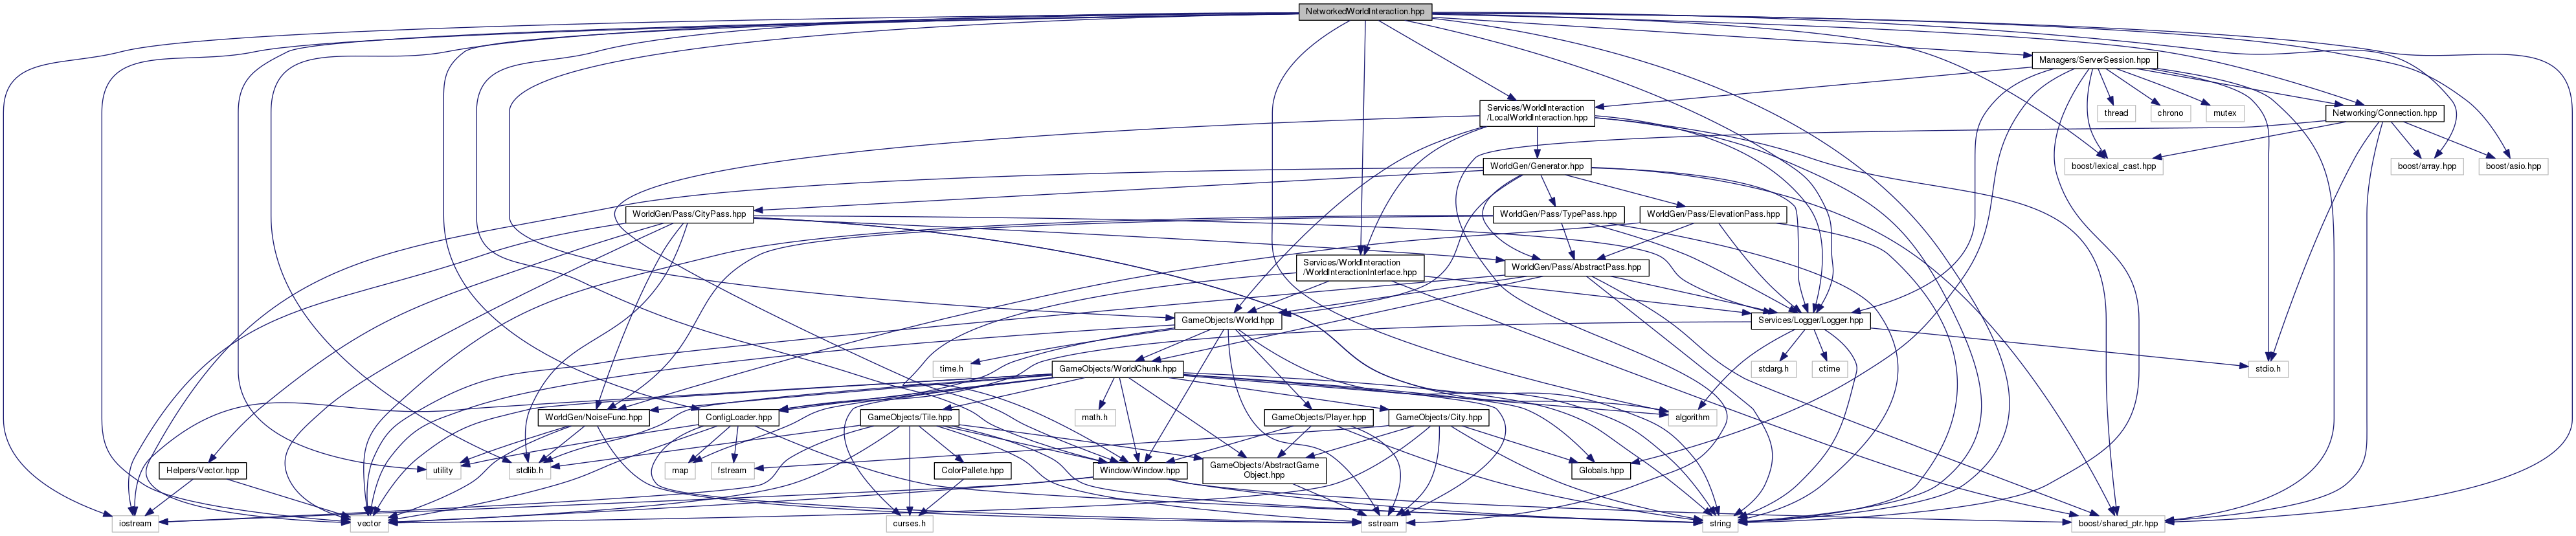 NetworkedWorldInteraction.hpp
Managers/ServerSession.hpp
Services/WorldInteraction
/LocalWorldInteraction.hpp
thread
chrono
mutex
Networking/Connection.hpp
WorldGen/Generator.hpp
boost/lexical_cast.hpp
boost/array.hpp
boost/asio.hpp
WorldGen/Pass/CityPass.hpp
WorldGen/Pass/TypePass.hpp
WorldGen/Pass/ElevationPass.hpp
Services/WorldInteraction
/WorldInteractionInterface.hpp
WorldGen/Pass/AbstractPass.hpp
GameObjects/World.hpp
Services/Logger/Logger.hpp
time.h
GameObjects/WorldChunk.hpp
stdarg.h
ctime
stdio.h
WorldGen/NoiseFunc.hpp
ConfigLoader.hpp
GameObjects/Tile.hpp
math.h
GameObjects/Player.hpp
GameObjects/City.hpp
algorithm
Helpers/Vector.hpp
utility
stdlib.h
map
fstream
ColorPallete.hpp
Window/Window.hpp
GameObjects/AbstractGame
Object.hpp
Globals.hpp
iostream
vector
curses.h
sstream
string
boost/shared_ptr.hpp